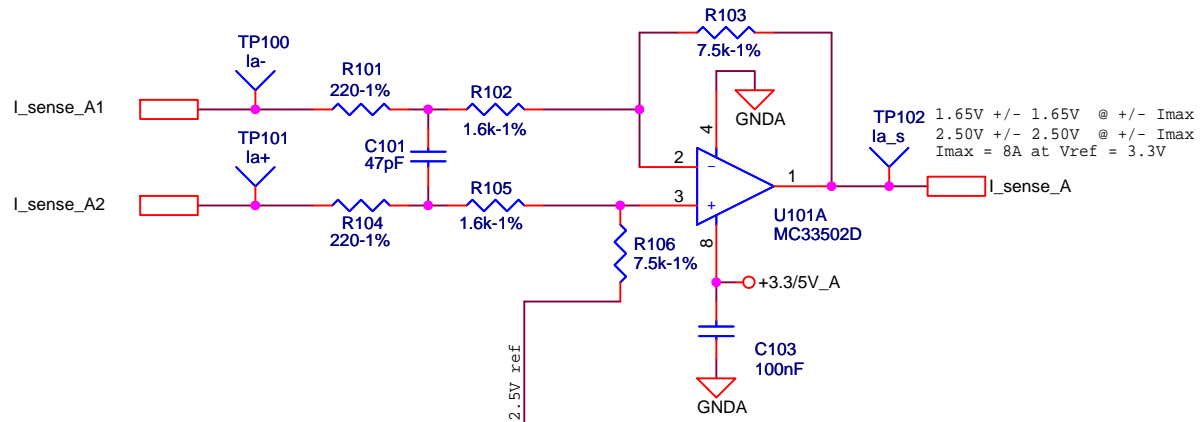 R103
7.5k-1%
TP100
Ia-
R101
220-1%
R102
1.6k-1%
I_sense_A1
GNDA
4
TP102
Ia_s
1.65V +/- 1.65V @ +/- Imax
2.50V +/- 2.50V @ +/- Imax
Imax = 8A at Vref = 3.3V
TP101
Ia+
C101
47pF
2
-
1
I_sense_A
I_sense_A2
R104
220-1%
R105
1.6k-1%
3
+
U101A
MC33502D
8
R106
7.5k-1%
+3.3/5V_A
2.5V ref
C103
100nF
GNDA